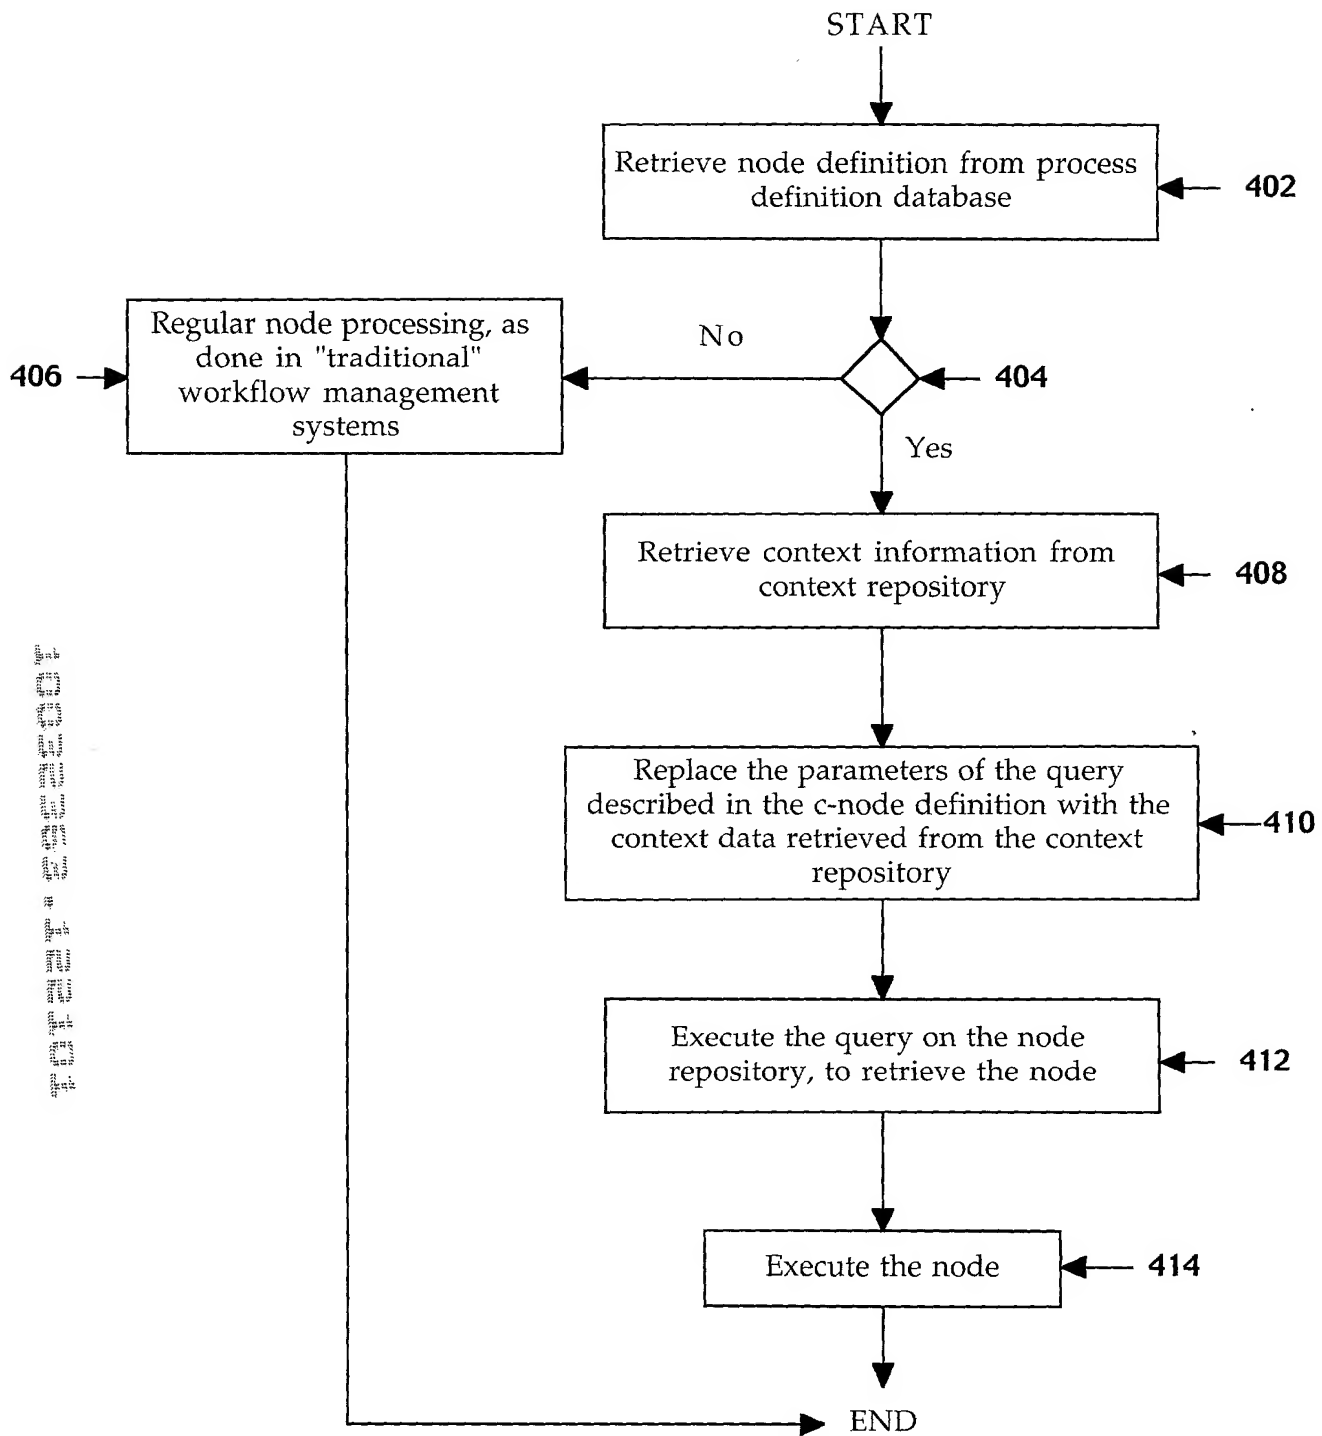 START
Retrieve node definition from process
definition database
402
Regular node processing, as
done in "traditional"
workflow management
systems
406
No
404
Yes
Retrieve context information from
context repository
408
Replace the parameters of the query
described in the c-node definition with the
context data retrieved from the context
repository
410
Execute the query on the node
repository, to retrieve the node
412
Execute the node
414
END